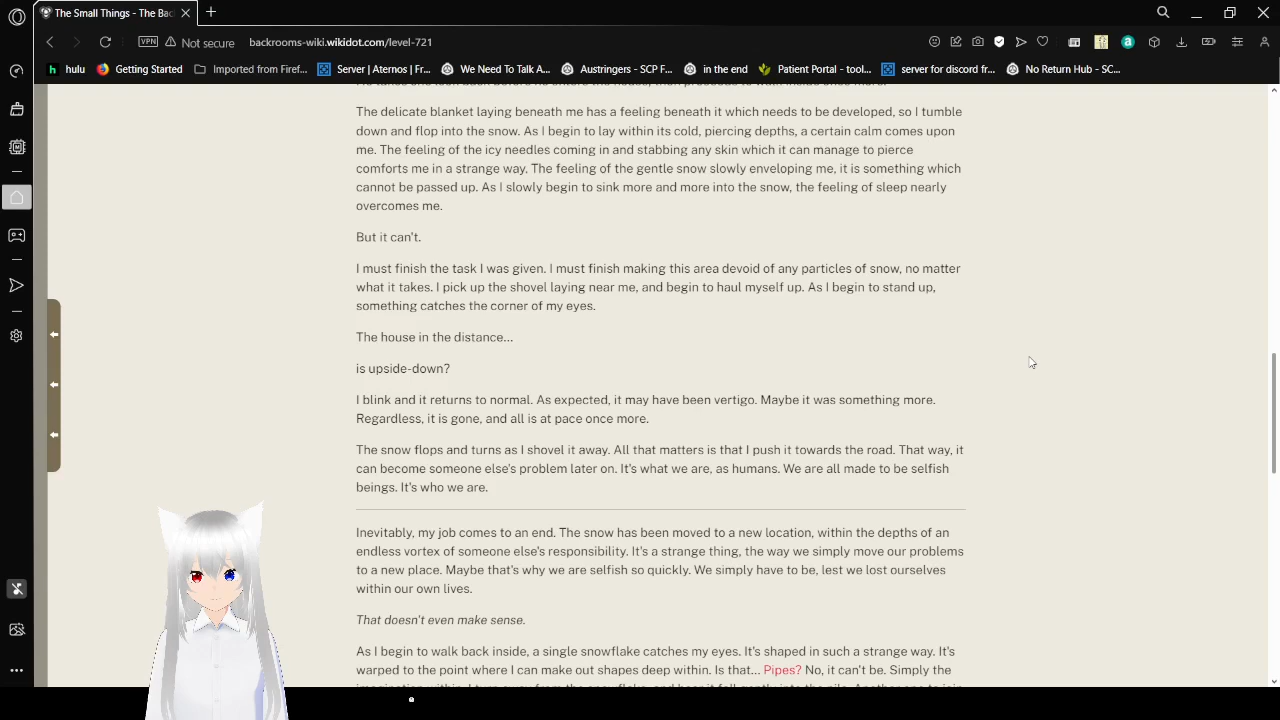 The Small Things - The Bac
Not secure
backrooms-wiki.wikidot.com/level-721
VPN
h hulu
Getting Started
Imported from Firef...
Server | Aternos | Fr...
We Need To Talk A...
Austringers - SCP F...
in the end
Patient Portal - tool...
server for discord fr...
No Return Hub - SC...
The delicate blanket laying beneath me has a feeling beneath it which needs to be developed, so I tumble
down and flop into the snow. As I begin to lay within its cold, piercing depths, a certain calm comes upon
me. The feeling of the icy needles coming in and stabbing any skin which it can manage to pierce
comforts me in a strange way. The feeling of the gentle snow slowly enveloping me, it is something which
cannot be passed up. As I slowly begin to sink more and more into the snow, the feeling of sleep nearly
overcomes me.
But it can't.
I must finish the task I was given. I must finish making this area devoid of any particles of snow, no matter
what it takes. I pick up the shovel laying near me, and begin to haul myself up. As I begin to stand up,
something catches the corner of my eyes.
The house in the distance...
is upside-down?
I blink and it returns to normal. As expected, it may have been vertigo. Maybe it was something more.
Regardless, it is gone, and all is at pace once more.
The snow flops and turns as I shovel it away. All that matters is that I push it towards the road. That way, it
can become someone else's problem later on. It's what we are, as humans. We are all made to be selfish
beings. It's who we are.
Inevitably, my job comes to an end. The snow has been moved to a new location, within the depths of an
endless vortex of someone else's responsibility. It's a strange thing, the way we simply move our problems
to a new place. Maybe that's why we are selfish so quickly. We simply have to be, lest we lost ourselves
within our own lives.
That doesn't even make sense.
As I begin to walk back inside, a single snowflake catches my eyes. It's shaped in such a strange way. It's
warped to the point where I can make out shapes deep within. Is that... Pipes? No, it can't be. Simply the